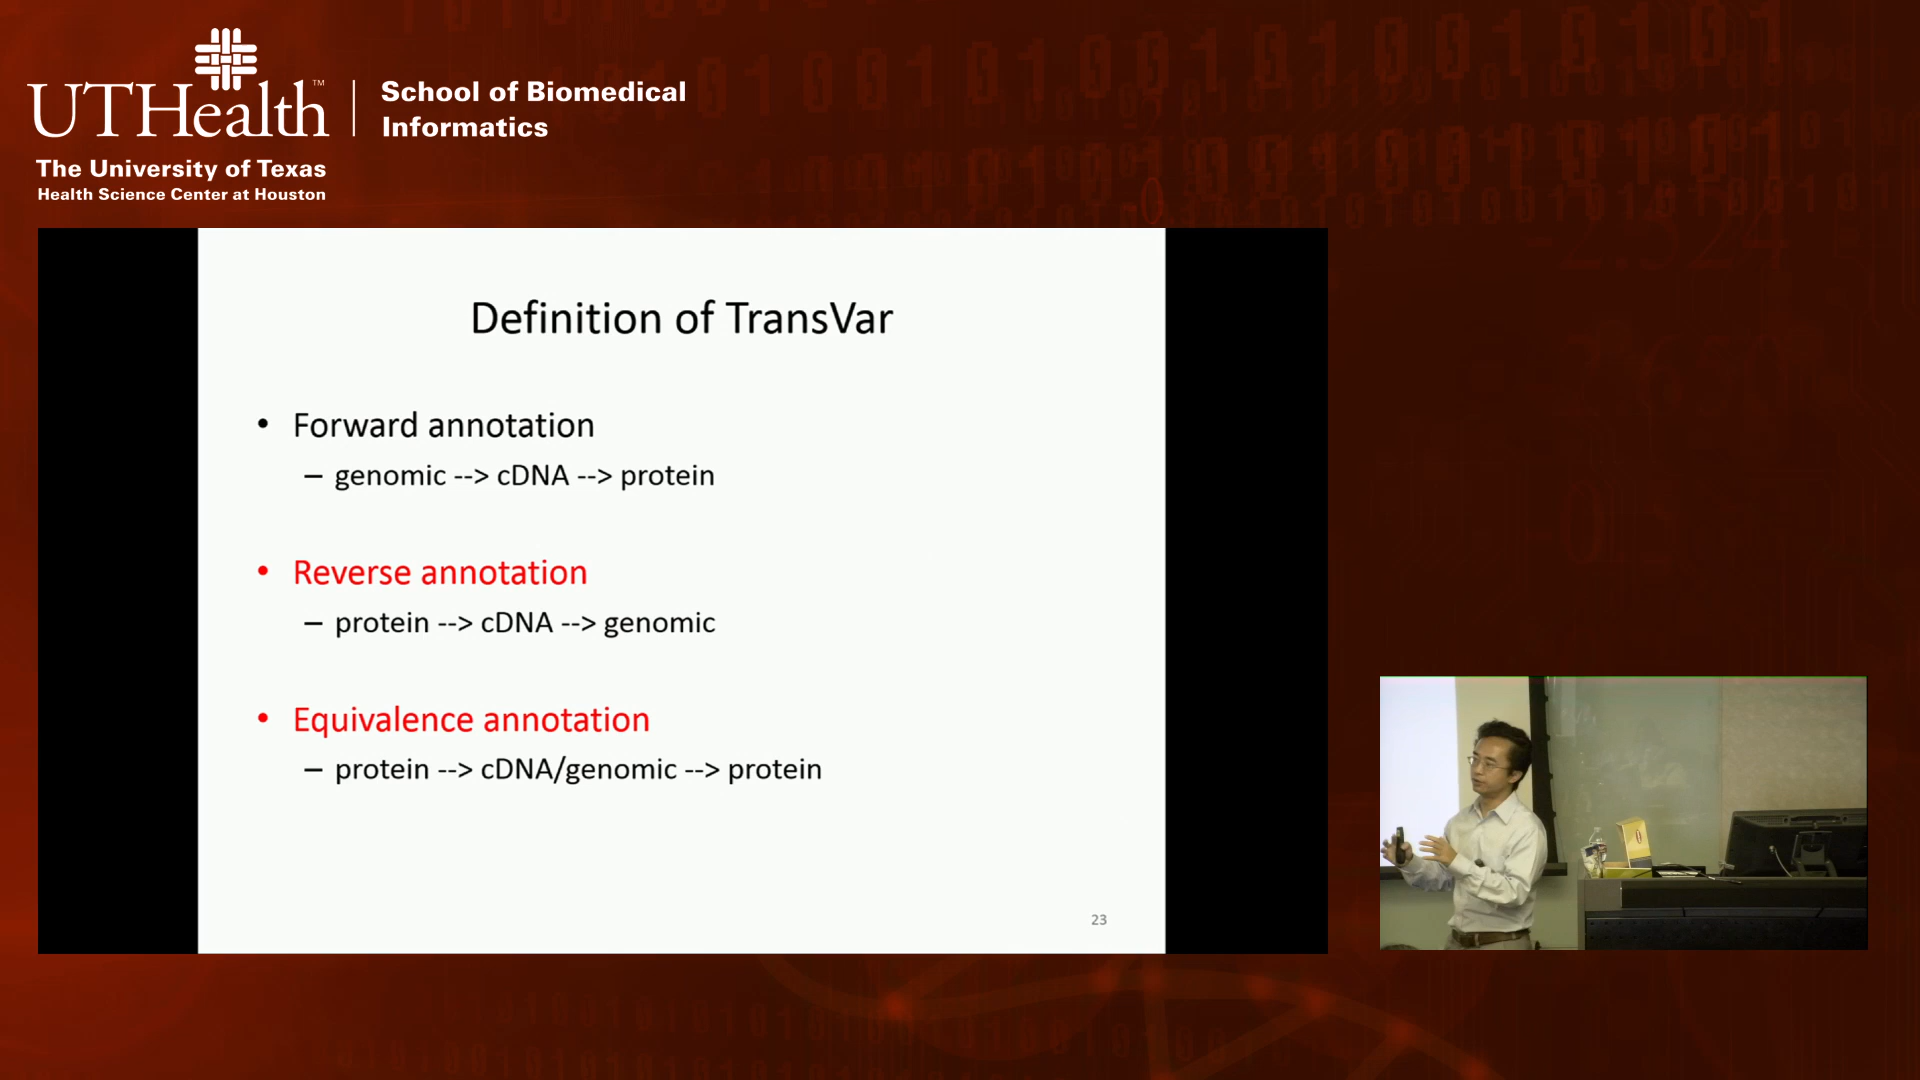 UTHealth™
School of Biomedical
Informatics
The University of Texas
Health Science Center at Houston
Definition of TransVar
• Forward annotation
– genomic --> cDNA --> protein
• Reverse annotation
– protein --> cDNA --> genomic
• Equivalence annotation
– protein --> cDNA/genomic --> protein
23